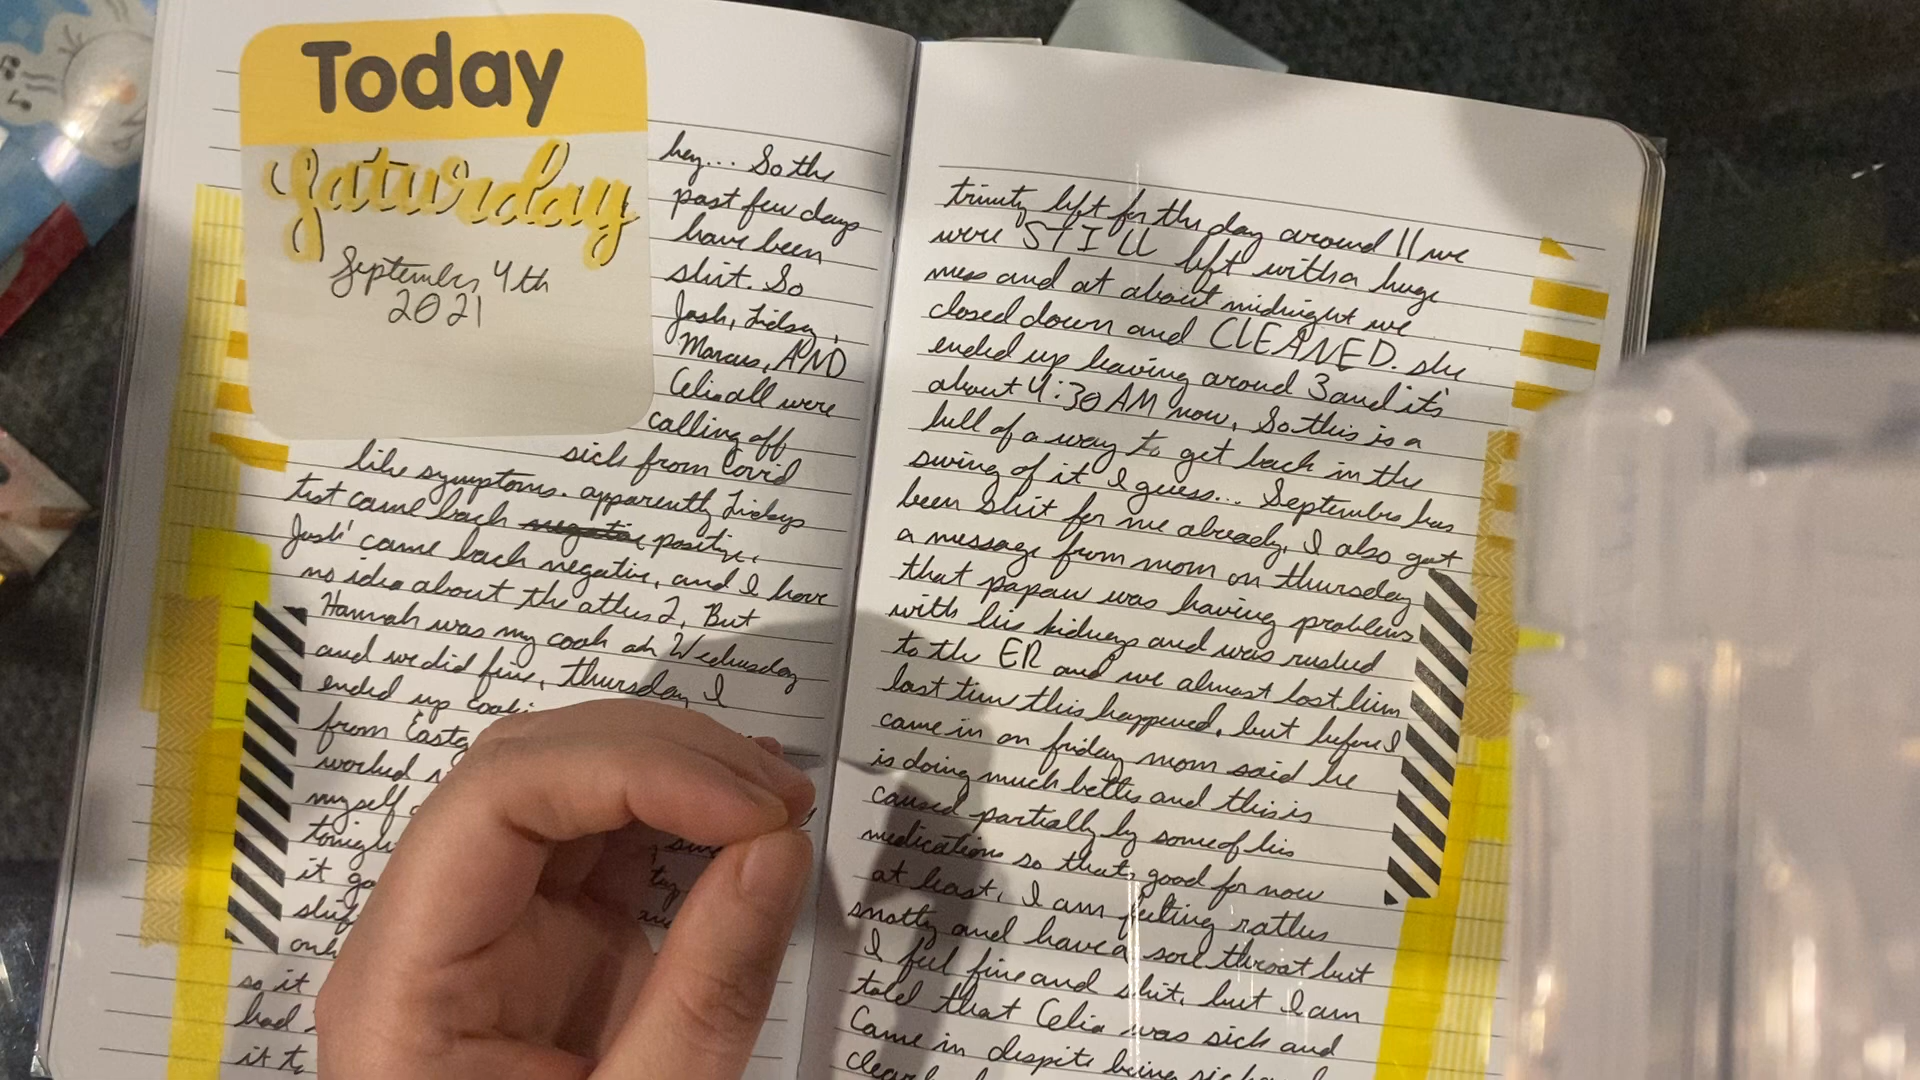 Today
Saturday
September 4th
2021
hey... So the
past few days
have been
shit. So
Josh, Lidsy,
Marcus, AND
Celia all were
calling off
sick from Covid
like symptoms. apparently Lidsys
test came back negative positive.
Josh' came back negative, and I have
no idea about the other 2. But
Hannah was my cook on Wednesday
and we did fine, thursday I
ended up
from
worked
myself
tonight
it
only
so it
had
it to
trinity left for the day around 11 we
were STILL left with a huge
mess and at about midnight we
closed down and CLEANED. she
ended up leaving around 3 and it's
about 4:30 AM now, So this is a
hell of a way to get back in the
swing of it I guess... September has
been shit for me already, I also got
a message from mom on thursday
that papaw was having problems
with his kidneys and was rushed
to the ER and we almost lost him
last time this happened, but before I
came in on friday mom said he
is doing much better and this is
caused partially by some of his
medications so thats good for now
at least, I am feeling rather
snotty and have a sore throat but
I feel fine and shit, but I am
told that Celia was sick and
Came in despite being sick